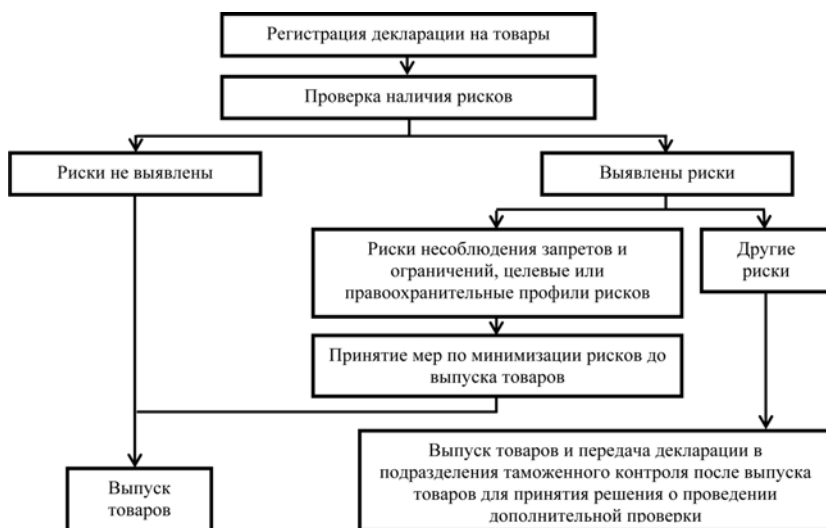 Регистрация декларации на товары
Проверка наличия рисков
Риски не выявлены
Выявлены риски
Риски несоблюдения запретов и
ограничений, целевые или
правоохранительные профили рисков
Другие
риски
Принятие мер по минимизации рисков до
выпуска товаров
Выпуск
товаров
Выпуск товаров и передача декларации в
подразделения таможенного контроля после выпуска
товаров для принятия решения о проведении
дополнительной проверки